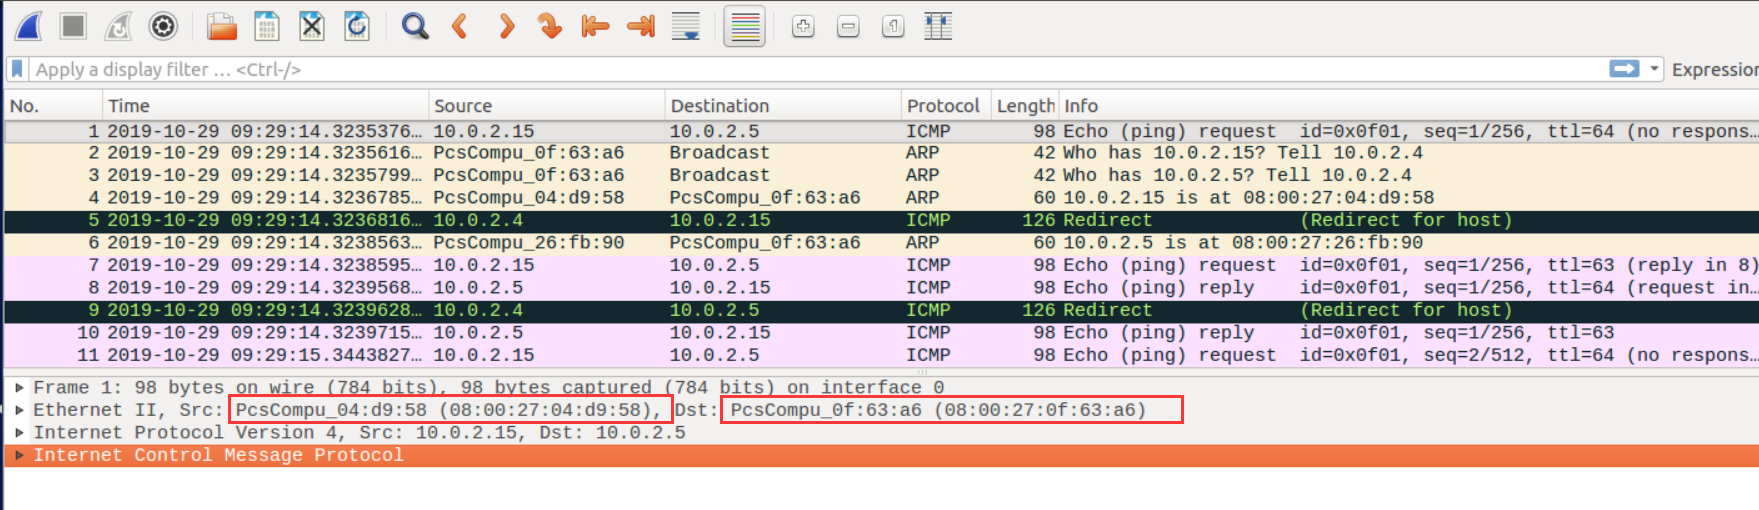 Apply a display filter … <Ctrl-/> Expression
No. Time Source Destination Protocol Length Info
1 2019-10-29 09:29:14.3235376… 10.0.2.15 10.0.2.5 ICMP 98 Echo (ping) request id=0x0f01, seq=1/256, ttl=64 (no respons…
2 2019-10-29 09:29:14.3235616… PcsCompu_0f:63:a6 Broadcast ARP 42 Who has 10.0.2.15? Tell 10.0.2.4
3 2019-10-29 09:29:14.3235799… PcsCompu_0f:63:a6 Broadcast ARP 42 Who has 10.0.2.5? Tell 10.0.2.4
4 2019-10-29 09:29:14.3236785… PcsCompu_04:d9:58 PcsCompu_0f:63:a6 ARP 60 10.0.2.15 is at 08:00:27:04:d9:58
5 2019-10-29 09:29:14.3236816… 10.0.2.4 10.0.2.15 ICMP 126 Redirect (Redirect for host)
6 2019-10-29 09:29:14.3238563… PcsCompu_26:fb:90 PcsCompu_0f:63:a6 ARP 60 10.0.2.5 is at 08:00:27:26:fb:90
7 2019-10-29 09:29:14.3238595… 10.0.2.15 10.0.2.5 ICMP 98 Echo (ping) request id=0x0f01, seq=1/256, ttl=63 (reply in 8)
8 2019-10-29 09:29:14.3239568… 10.0.2.5 10.0.2.15 ICMP 98 Echo (ping) reply id=0x0f01, seq=1/256, ttl=64 (request in…
9 2019-10-29 09:29:14.3239628… 10.0.2.4 10.0.2.5 ICMP 126 Redirect (Redirect for host)
10 2019-10-29 09:29:14.3239715… 10.0.2.5 10.0.2.15 ICMP 98 Echo (ping) reply id=0x0f01, seq=1/256, ttl=63
11 2019-10-29 09:29:15.3443827… 10.0.2.15 10.0.2.5 ICMP 98 Echo (ping) request id=0x0f01, seq=2/512, ttl=64 (no respons…
Frame 1: 98 bytes on wire (784 bits), 98 bytes captured (784 bits) on interface 0
Ethernet II, Src: PcsCompu_04:d9:58 (08:00:27:04:d9:58), Dst: PcsCompu_0f:63:a6 (08:00:27:0f:63:a6)
Internet Protocol Version 4, Src: 10.0.2.15, Dst: 10.0.2.5
Internet Control Message Protocol